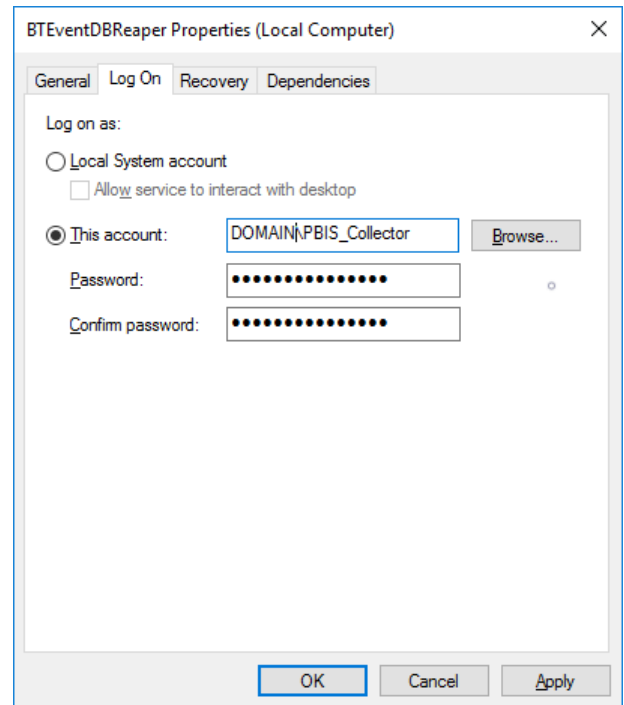 BTEventDBReaper Properties (Local Computer)
General Log On Recovery Dependencies
Log on as:
Local System account
Allow service to interact with desktop
This account: DOMAIN\PBIS_Collector Browse...
Password: ●●●●●●●●●●●●●●●
Confirm password: ●●●●●●●●●●●●●●●
OK Cancel Apply